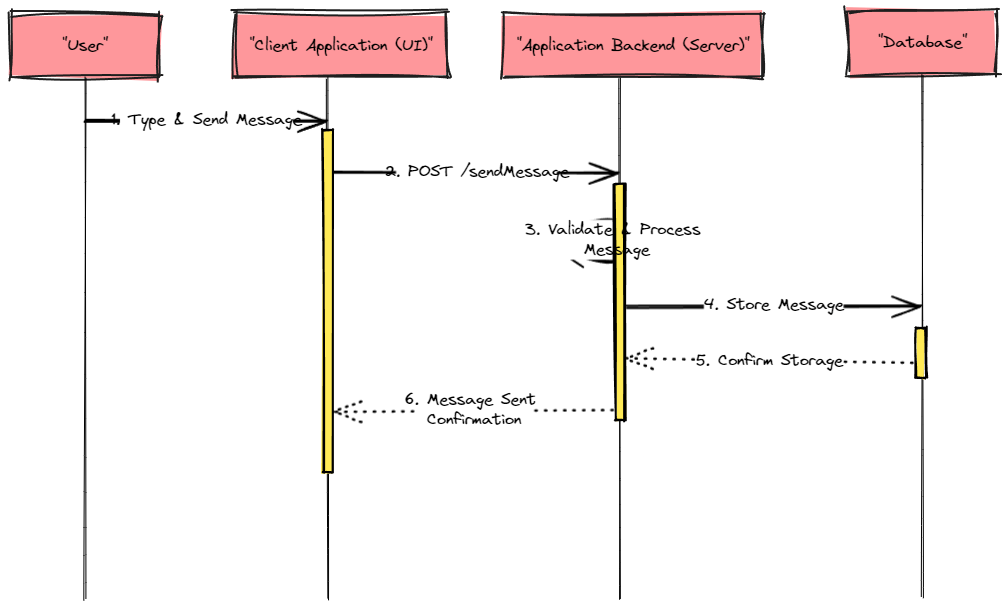 "User"
"Client Application (UI)"
"Application Backend (Server)"
"Database"
1. Type & Send Message
2. POST /sendMessage
3. Validate & Process
Message
4. Store Message
5. Confirm Storage
6. Message Sent
Confirmation